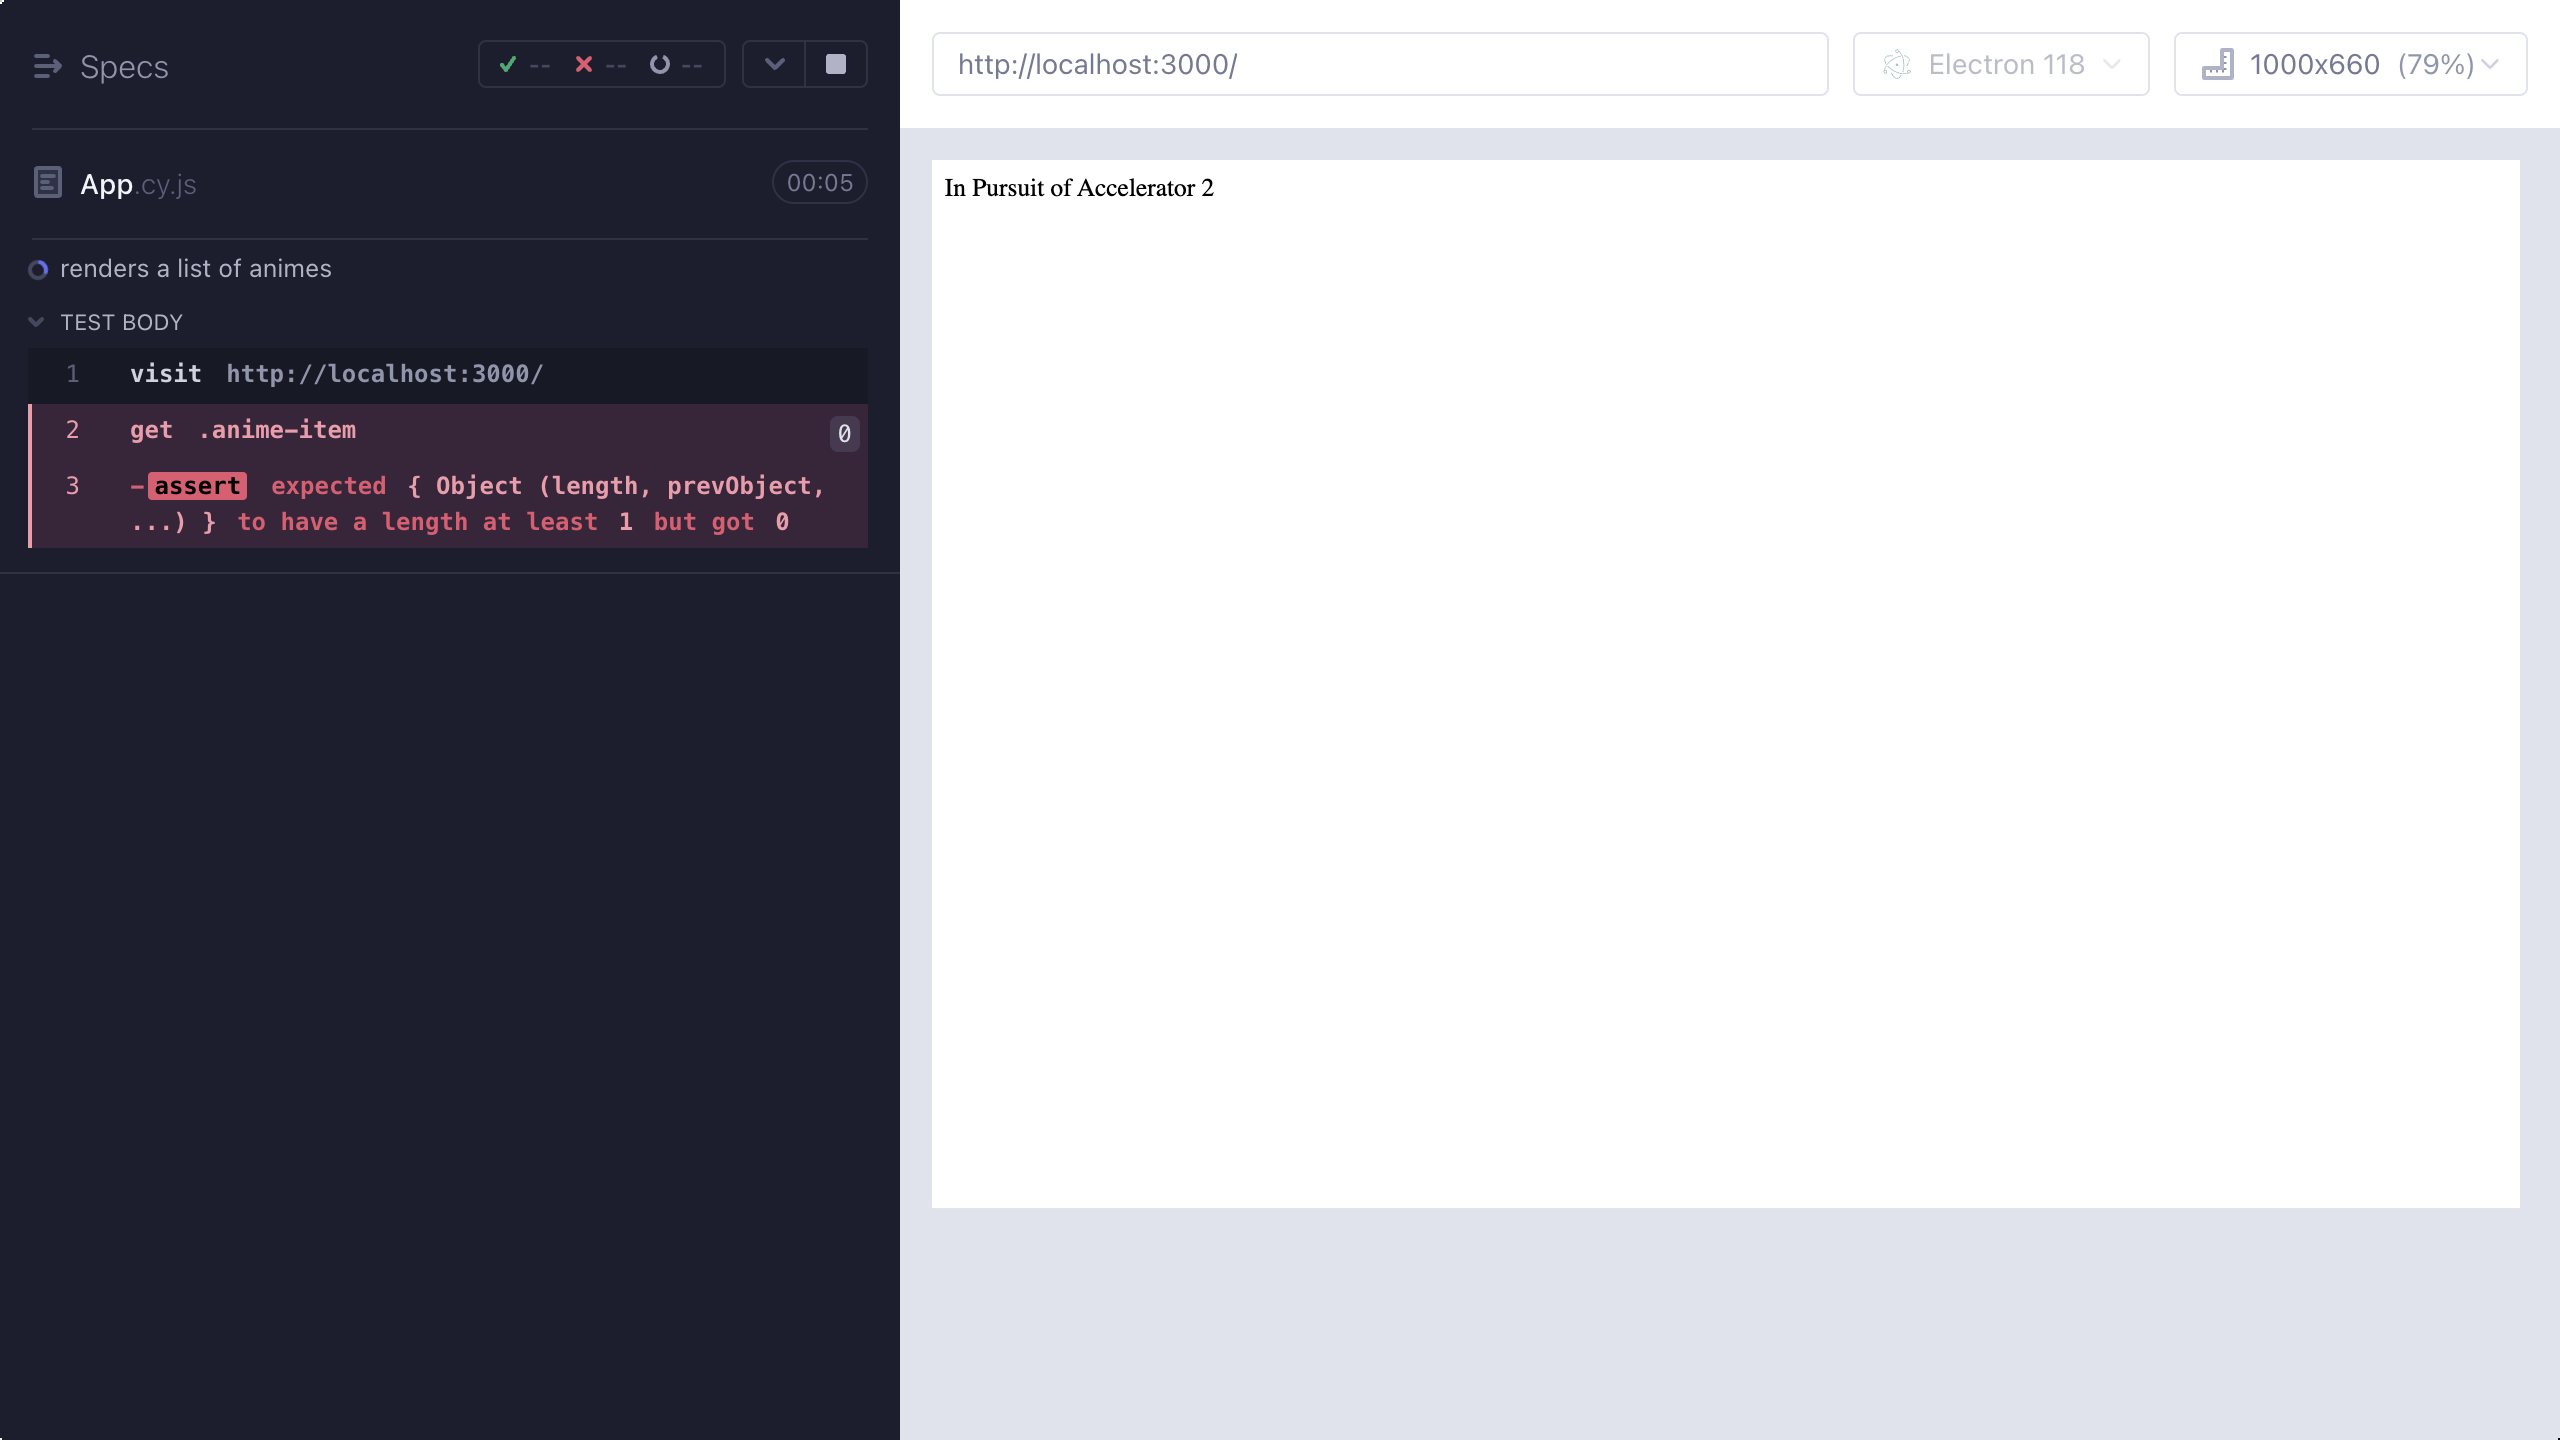 Specs
-- -- --
App.cy.js
00:05
renders a list of animes
TEST BODY
1 visit http://localhost:3000/
2 get .anime-item 0
3 -assert expected { Object (length, prevObject,
...) } to have a length at least 1 but got 0
http://localhost:3000/
Electron 118
1000x660 (79%)
In Pursuit of Accelerator 2